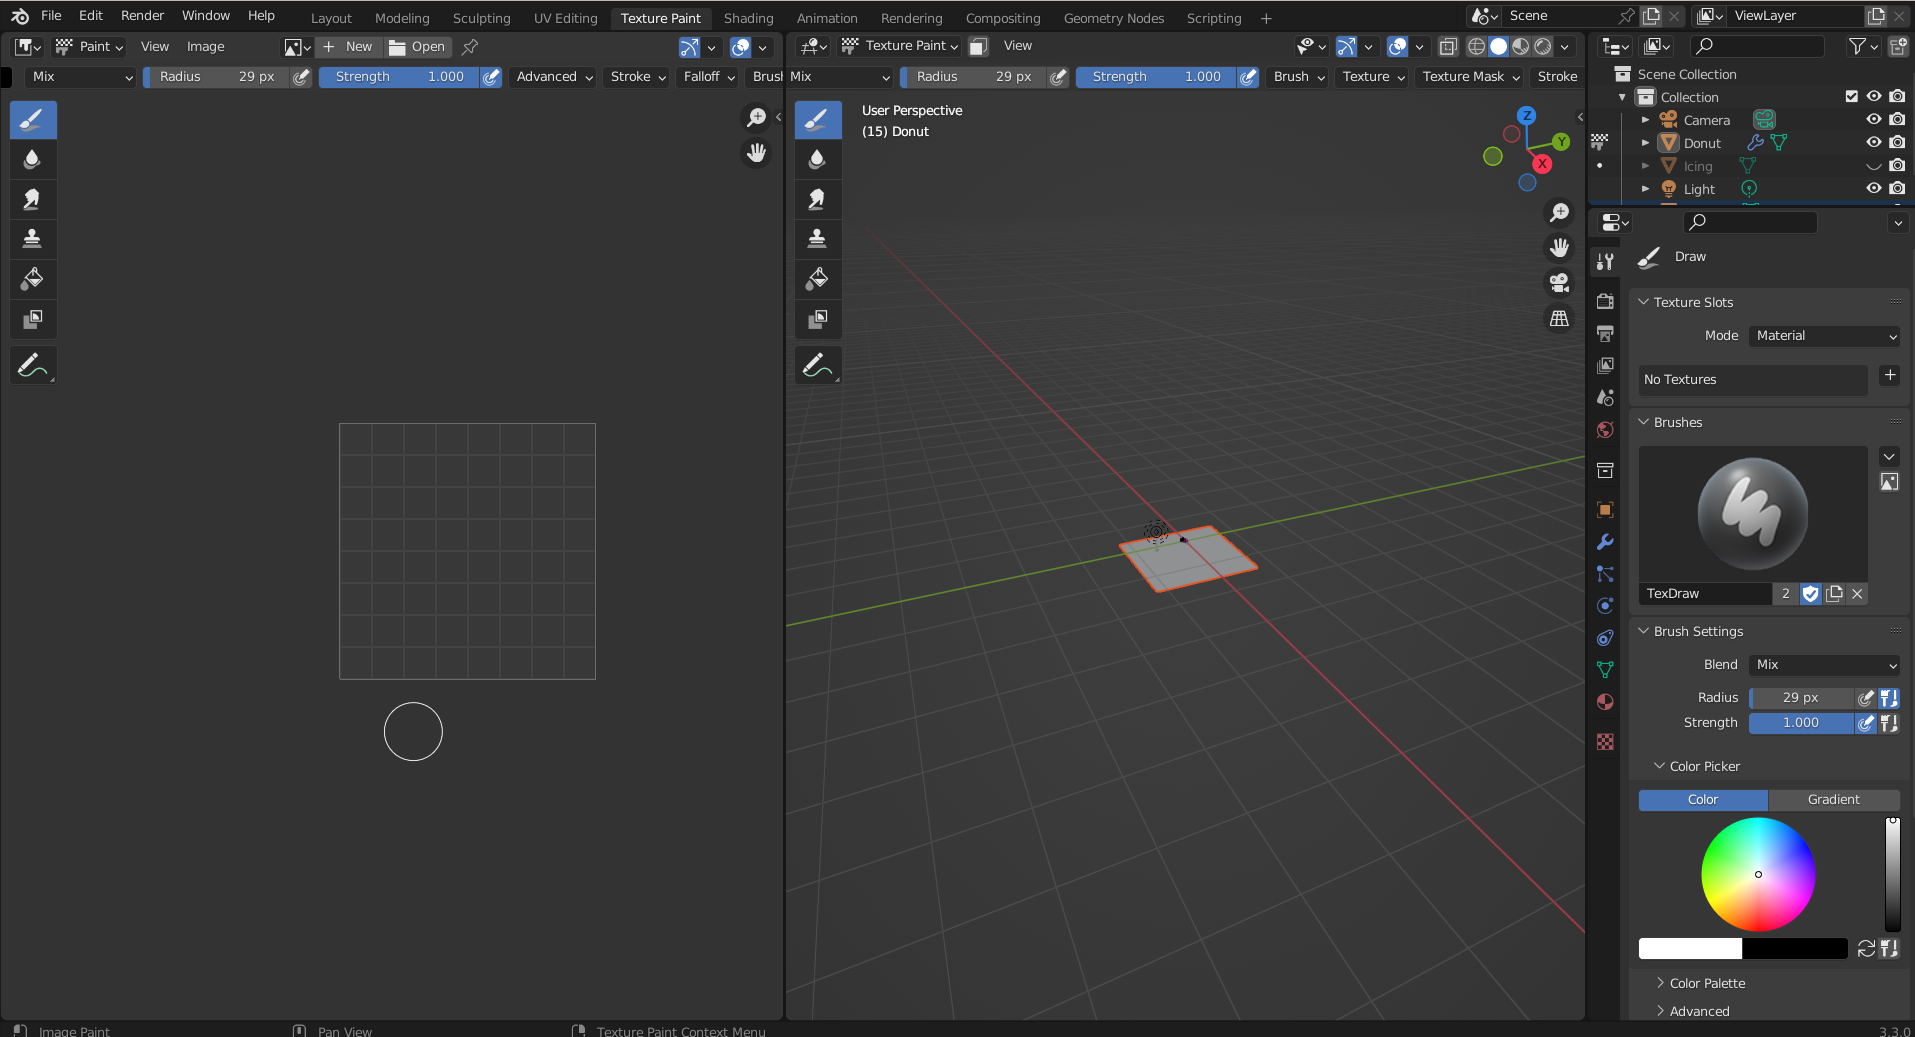 File Edit Render Window Help Layout Modeling Sculpting UV Editing Texture Paint Shading Animation Rendering Compositing Geometry Nodes Scripting + Scene ViewLayer
Paint View Image + New Open Texture Paint View
Mix Radius 29 px Strength 1.000 Advanced Stroke Falloff Brush Mix Radius 29 px Strength 1.000 Brush Texture Texture Mask Stroke
User Perspective
(15) Donut
Z
Y
X
Scene Collection
Collection
Camera
Donut
Icing
Light
Draw
Texture Slots
Mode Material
No Textures
Brushes
TexDraw 2
Brush Settings
Blend Mix
Radius 29 px
Strength 1.000
Color Picker
Color Gradient
Color Palette
Advanced
Image Paint Pan View Texture Paint Context Menu 3.3.0